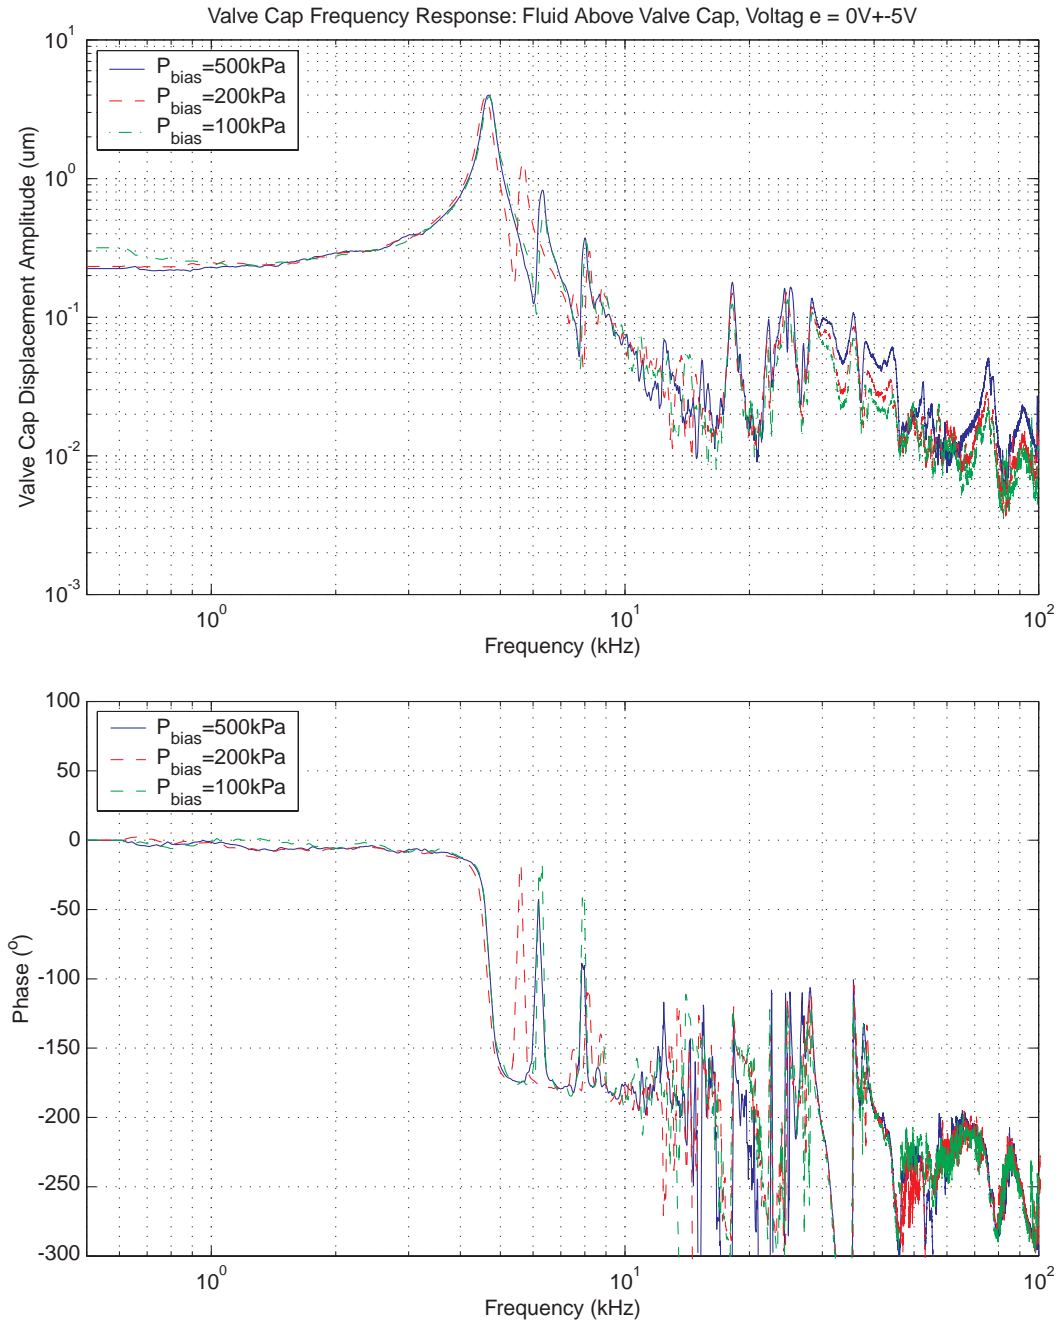 Valve Cap Frequency Response: Fluid Above Valve Cap, Voltag e = 0V+-5V
10^1
10^0
10^-1
10^-2
10^-3
Valve Cap Displacement Amplitude (um)
P_bias=500kPa
P_bias=200kPa
P_bias=100kPa
10^0
10^1
10^2
Frequency (kHz)
100
50
0
-50
-100
-150
-200
-250
-300
Phase (°)
P_bias=500kPa
P_bias=200kPa
P_bias=100kPa
10^0
10^1
10^2
Frequency (kHz)